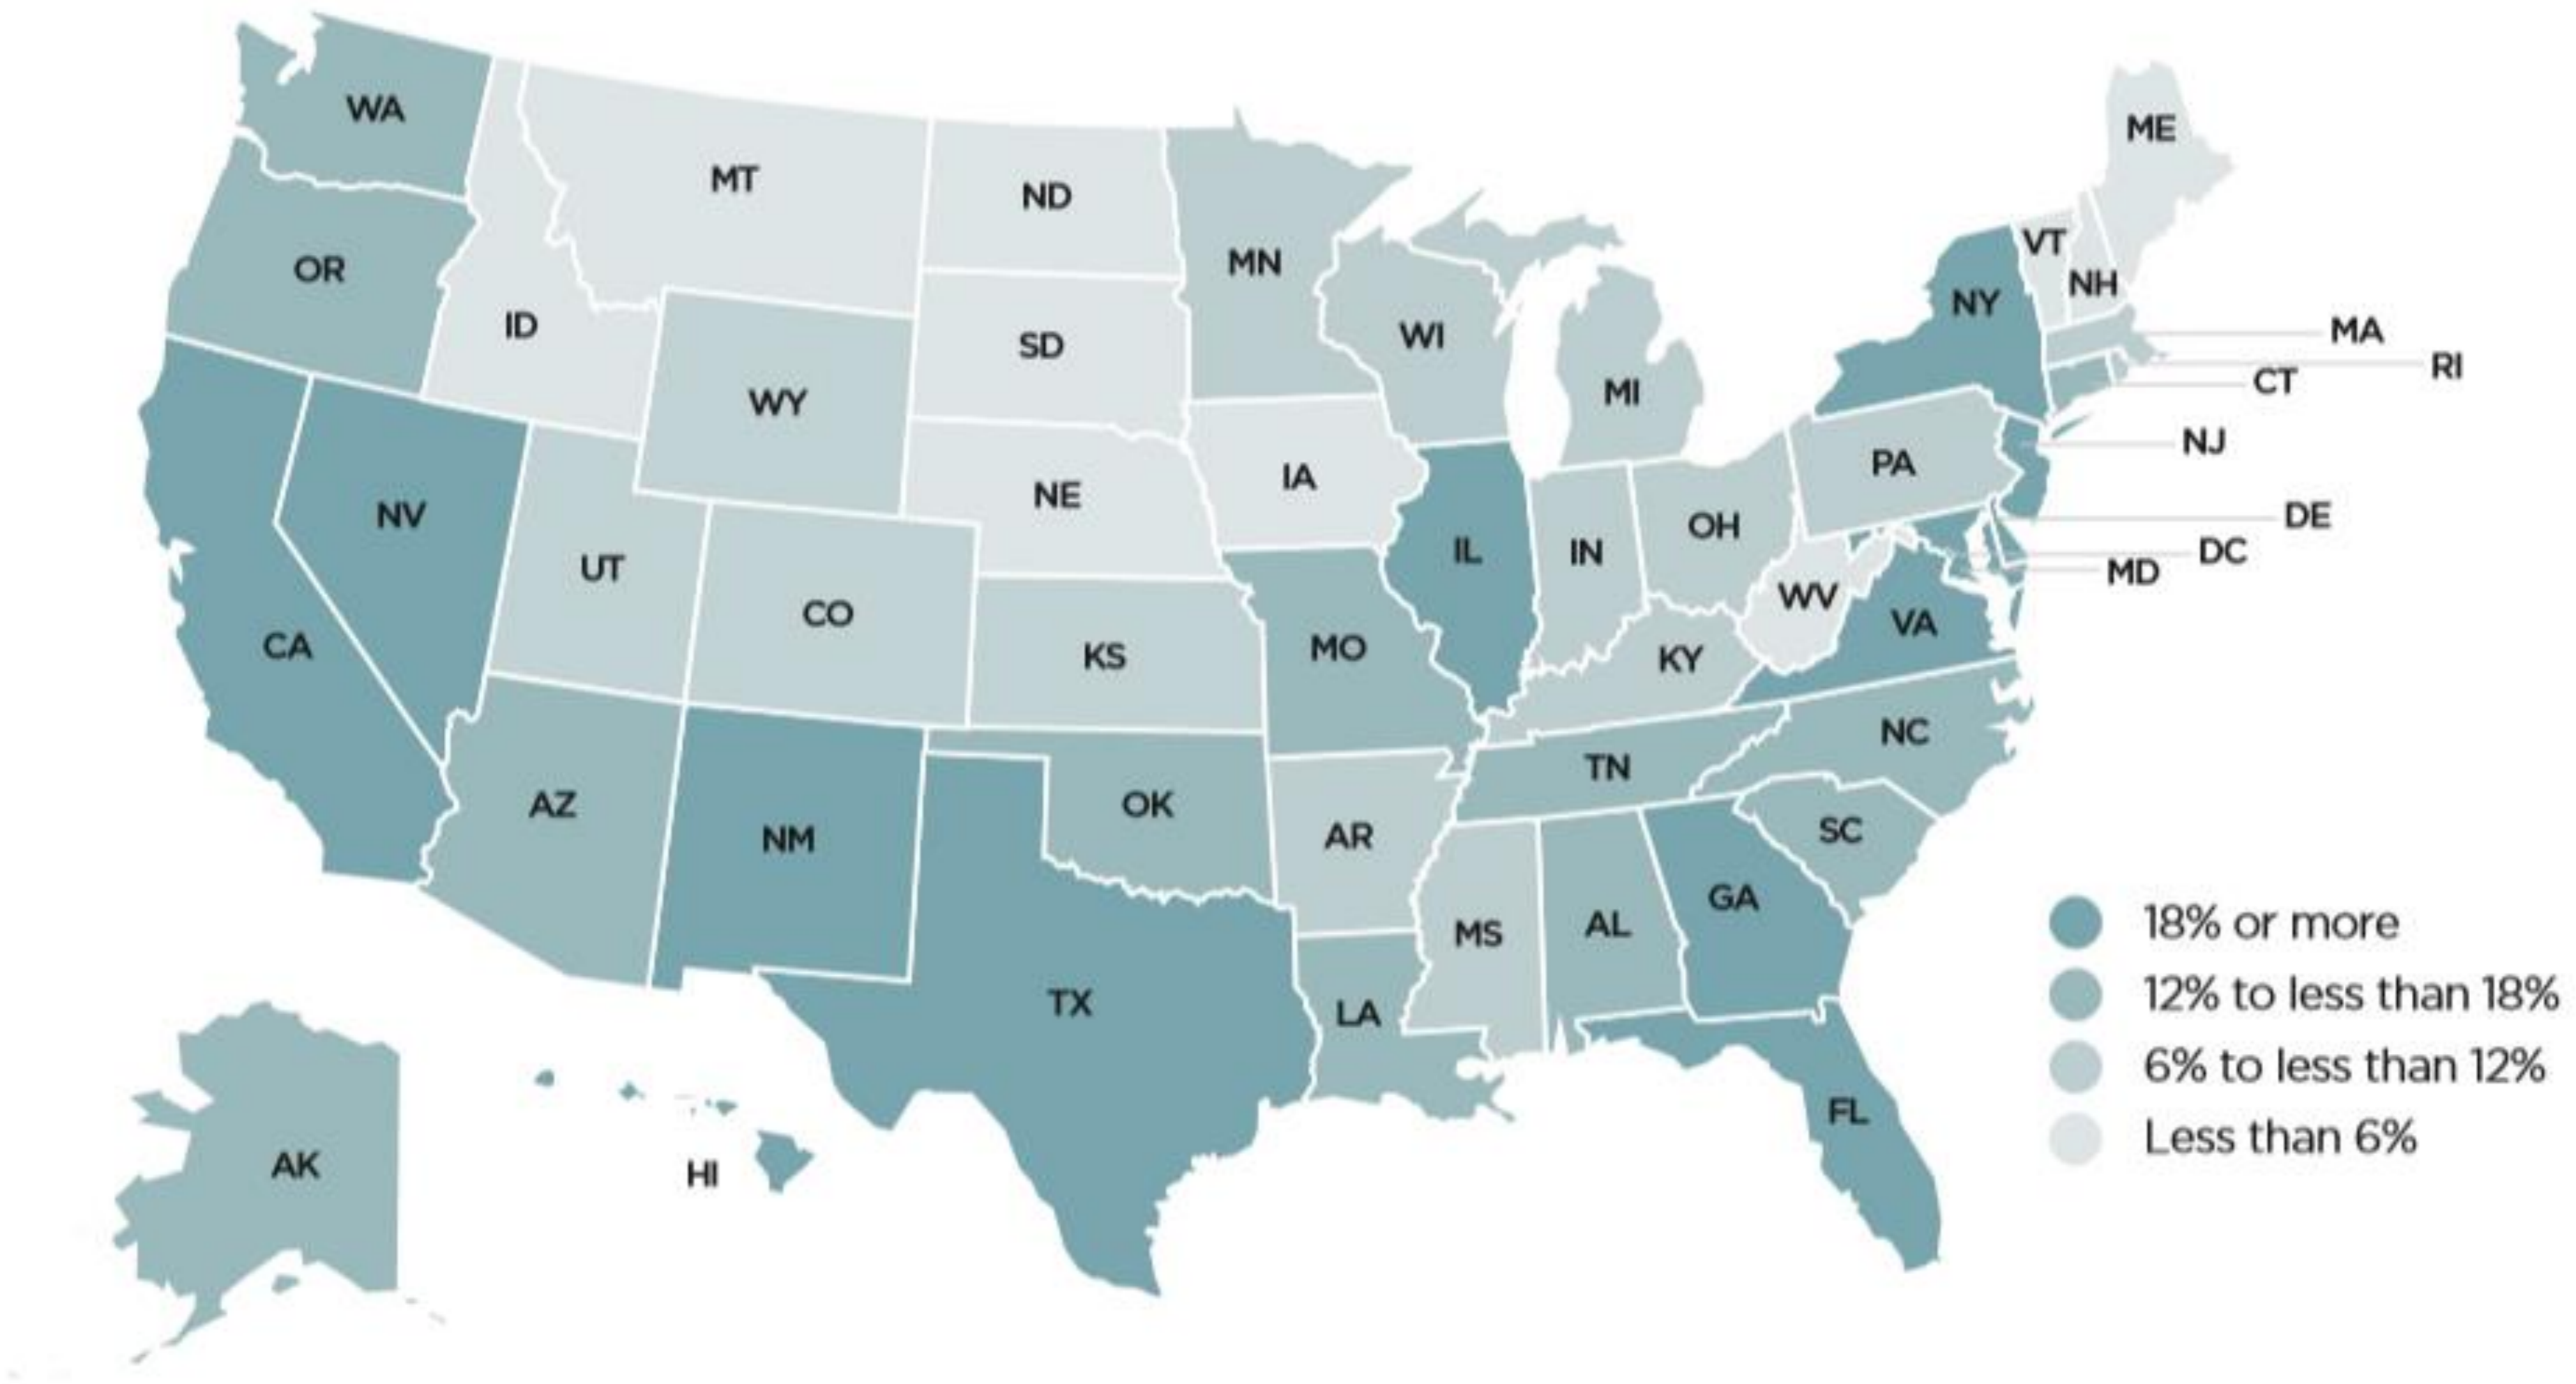 WA
MT
ND
ME
OR
ID
MN
VT
NH
NY
MA
RI
CT
SD
WI
WY
MI
NJ
NE
IA
PA
NV
DE
DC
MD
UT
CO
IL
IN
OH
WV
VA
CA
KS
MO
KY
NC
TN
AZ
NM
OK
AR
SC
GA
MS
AL
TX
LA
FL
AK
HI
18% or more
12% to less than 18%
6% to less than 12%
Less than 6%